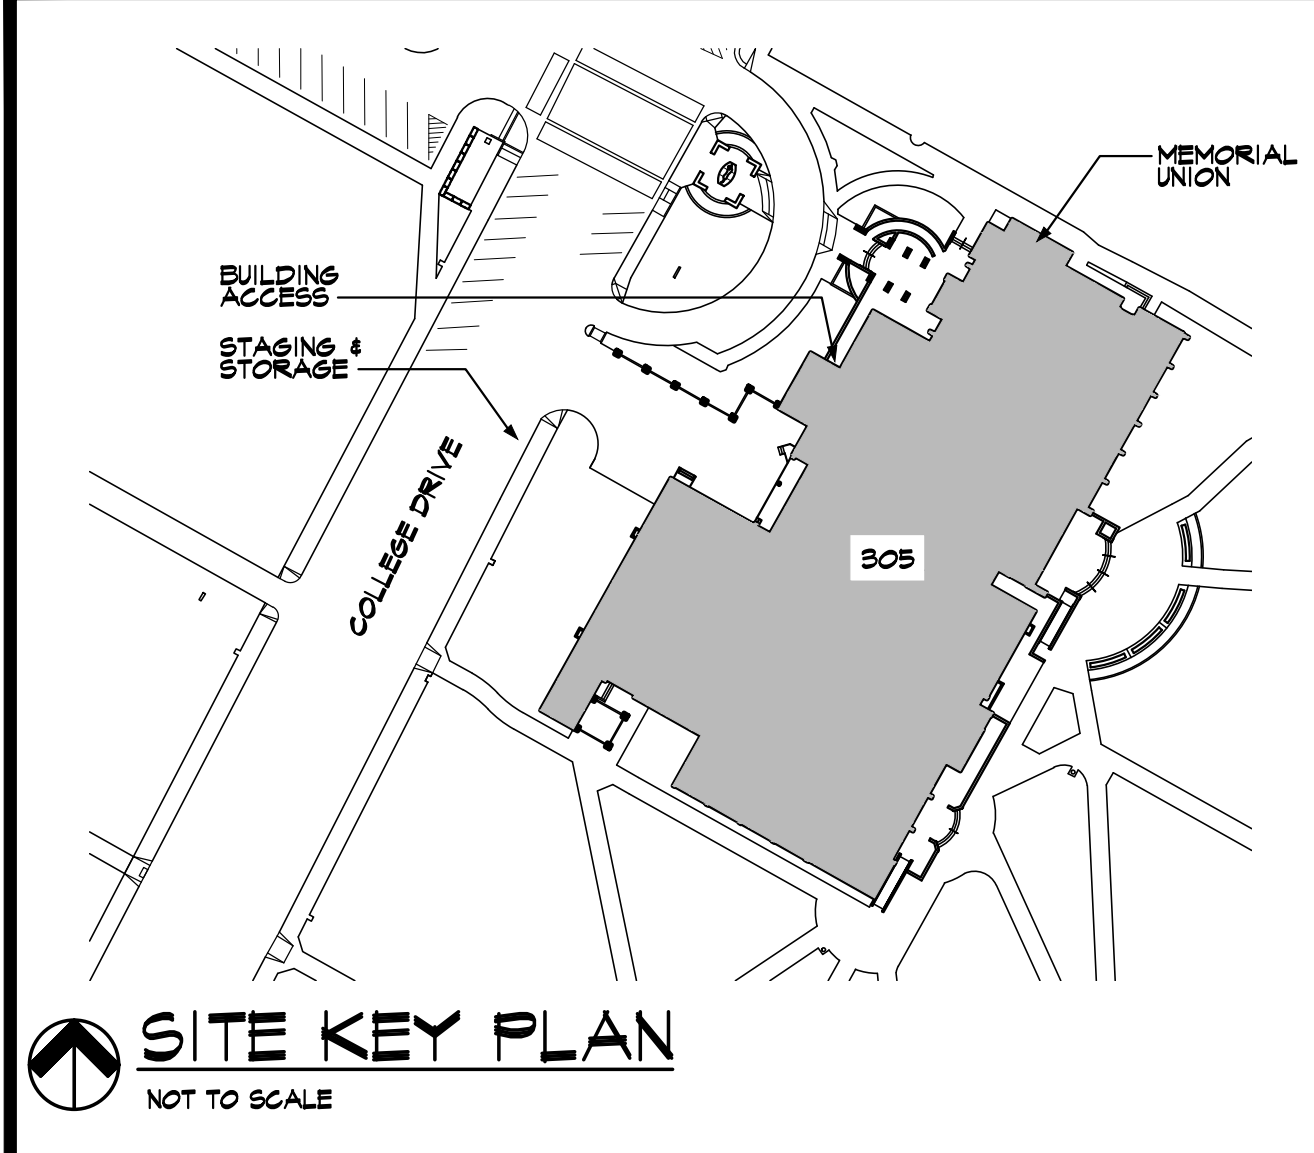 MEMORIAL
UNION
BUILDING
ACCESS
STAGING &
STORAGE
COLLEGE DRIVE
305
SITE KEY PLAN
NOT TO SCALE